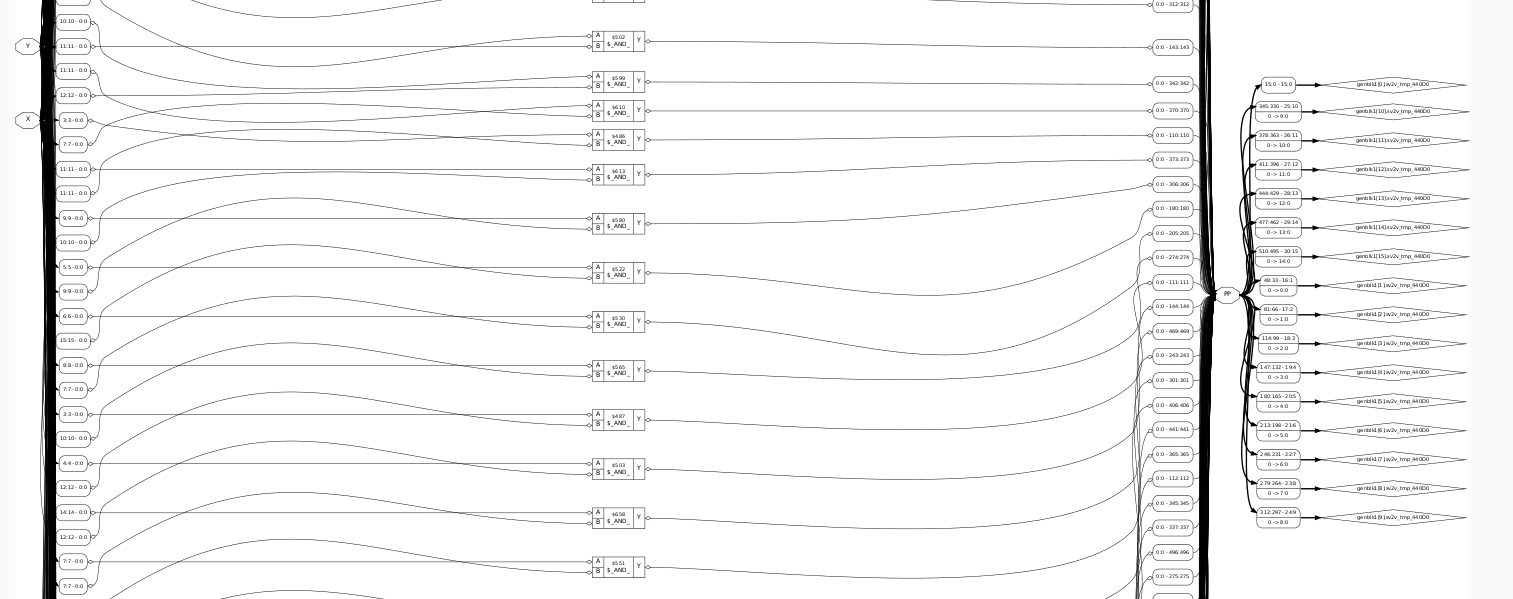 10:10 - 0:0
Y
11:11 - 0:0
11:11 - 0:0
12:12 - 0:0
X
3:3 - 0:0
7:7 - 0:0
11:11 - 0:0
11:11 - 0:0
9:9 - 0:0
10:10 - 0:0
5:5 - 0:0
9:9 - 0:0
6:6 - 0:0
15:15 - 0:0
8:8 - 0:0
7:7 - 0:0
3:3 - 0:0
10:10 - 0:0
4:4 - 0:0
12:12 - 0:0
14:14 - 0:0
12:12 - 0:0
7:7 - 0:0
7:7 - 0:0
A B $502 $_AND_ Y
A B $599 $_AND_ Y
A B $610 $_AND_ Y
A B $486 $_AND_ Y
A B $613 $_AND_ Y
A B $580 $_AND_ Y
A B $522 $_AND_ Y
A B $530 $_AND_ Y
A B $565 $_AND_ Y
A B $487 $_AND_ Y
A B $503 $_AND_ Y
A B $658 $_AND_ Y
A B $551 $_AND_ Y
0:0 - 312:312
0:0 - 143:143
0:0 - 342:342
0:0 - 370:370
0:0 - 110:110
0:0 - 373:373
0:0 - 306:306
0:0 - 180:180
0:0 - 205:205
0:0 - 274:274
0:0 - 111:111
0:0 - 144:144
0:0 - 469:469
0:0 - 243:243
0:0 - 301:301
0:0 - 406:406
0:0 - 441:441
0:0 - 365:365
0:0 - 112:112
0:0 - 345:345
0:0 - 337:337
0:0 - 496:496
0:0 - 275:275
PP
15:0 - 15:0
345:330 - 25:10
0 -> 9:0
378:363 - 26:11
0 -> 10:0
411:396 - 27:12
0 -> 11:0
444:429 - 28:13
0 -> 12:0
477:462 - 29:14
0 -> 13:0
510:495 - 30:15
0 -> 14:0
48:33 - 16:1
0 -> 0:0
81:66 - 17:2
0 -> 1:0
114:99 - 18:3
0 -> 2:0
147:132 - 19:4
0 -> 3:0
180:165 - 20:5
0 -> 4:0
213:198 - 21:6
0 -> 5:0
246:231 - 22:7
0 -> 6:0
279:264 - 23:8
0 -> 7:0
312:297 - 24:9
0 -> 8:0
genblk1[0].sv2v_tmp_440D0
genblk1[10].sv2v_tmp_440D0
genblk1[11].sv2v_tmp_440D0
genblk1[12].sv2v_tmp_440D0
genblk1[13].sv2v_tmp_440D0
genblk1[14].sv2v_tmp_440D0
genblk1[15].sv2v_tmp_440D0
genblk1[1].sv2v_tmp_440D0
genblk1[2].sv2v_tmp_440D0
genblk1[3].sv2v_tmp_440D0
genblk1[4].sv2v_tmp_440D0
genblk1[5].sv2v_tmp_440D0
genblk1[6].sv2v_tmp_440D0
genblk1[7].sv2v_tmp_440D0
genblk1[8].sv2v_tmp_440D0
genblk1[9].sv2v_tmp_440D0